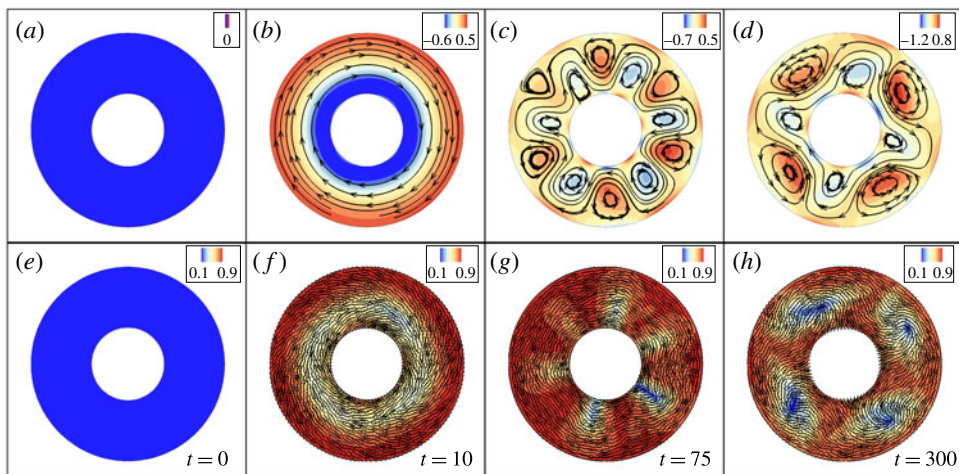 (a)
0
(b)
−0.6 0.5
(c)
−0.7 0.5
(d)
−1.2 0.8
(e)
0.1 0.9
t = 0
(f)
0.1 0.9
t = 10
(g)
0.1 0.9
t = 75
(h)
0.1 0.9
t = 300